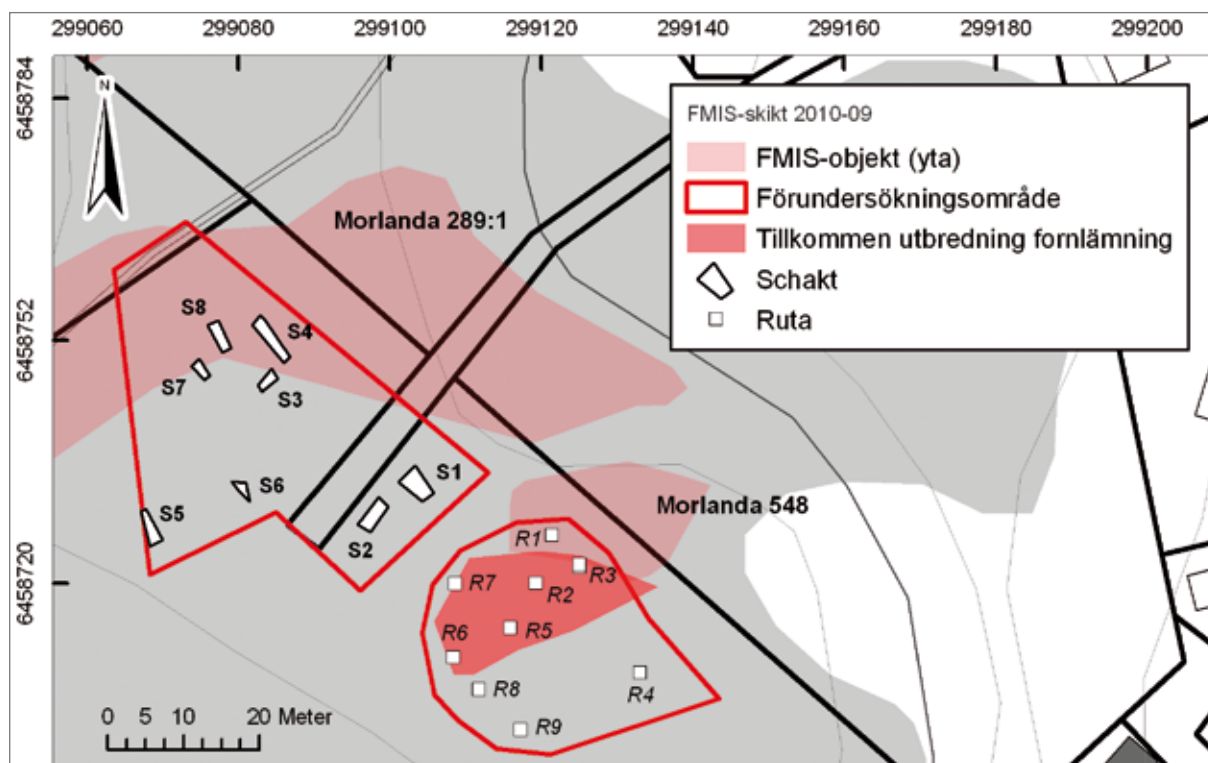 299060 299080 299100 299120 299140 299160 299180 299200
6458784
6458752
6458720
N
FMIS-skikt 2010-09
FMIS-objekt (yta)
Förundersökningsområde
Tillkommen utbredning fornlämning
Schakt
Ruta
Morlanda 289:1
S8
S4
S7
S3
S6
S5
S1
S2
Morlanda 548
R1
R3
R7
R2
R5
R6
R8
R4
R9
0 5 10 20 Meter